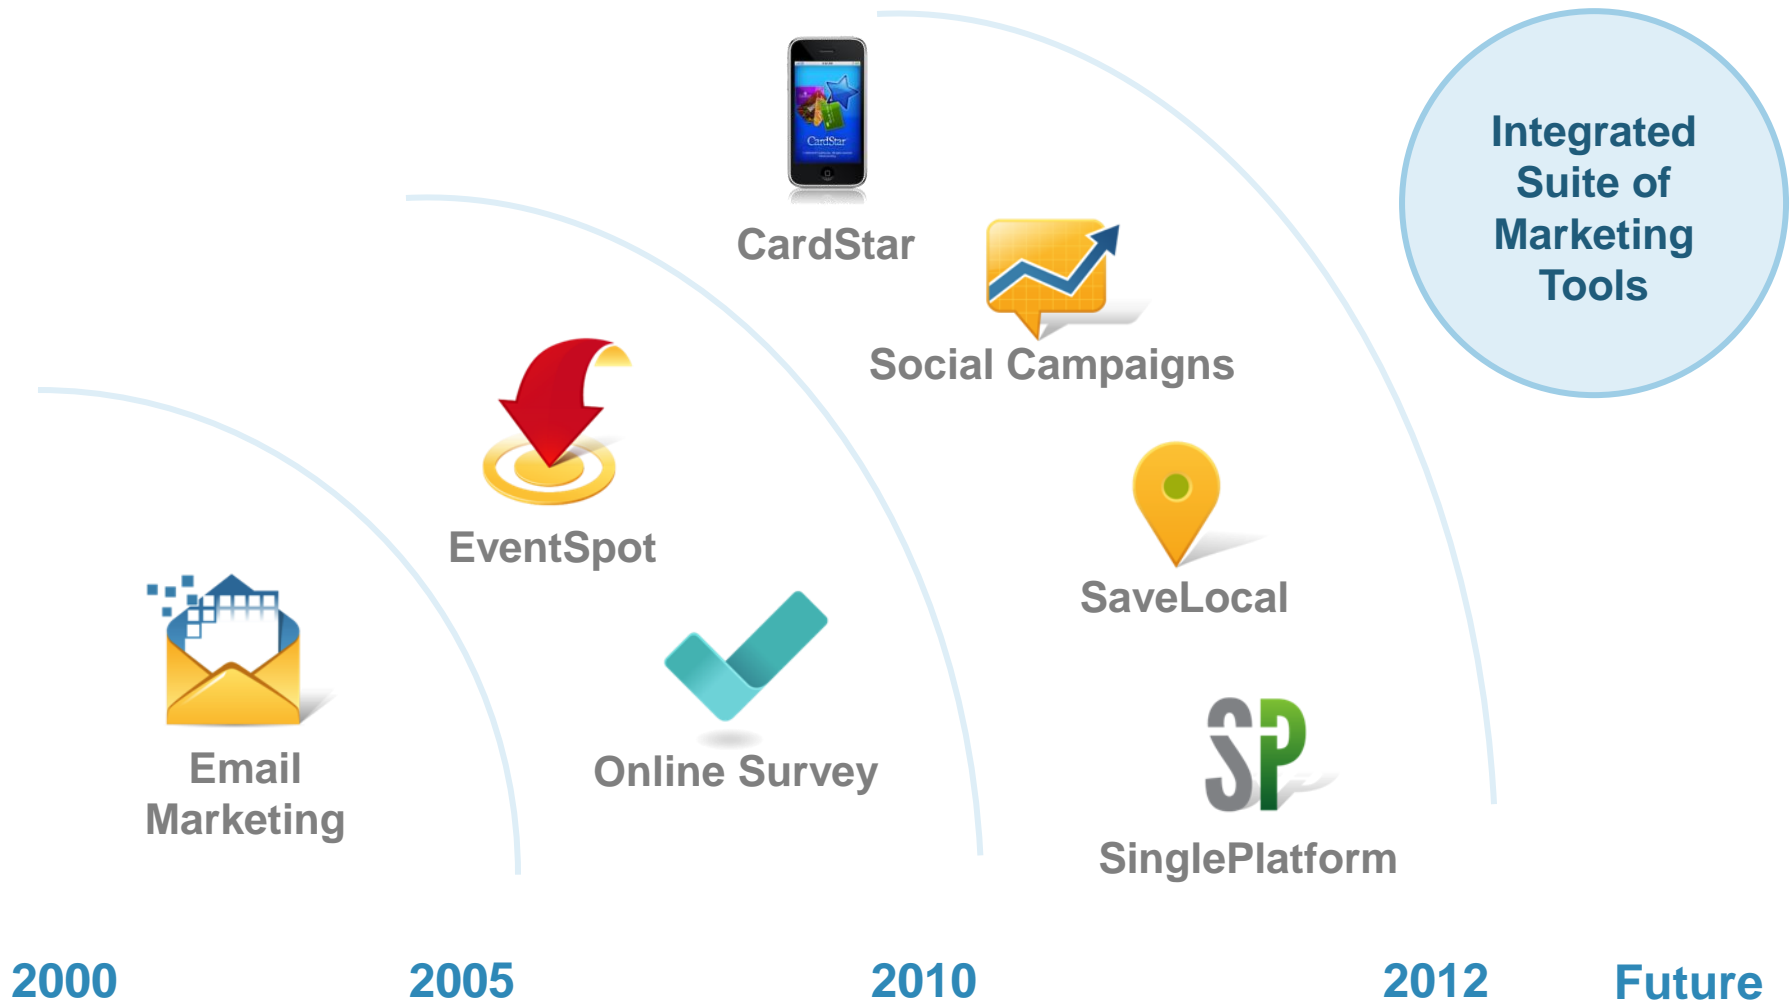 CardStar
CardStar
Integrated
Suite of
Marketing
Tools
Social Campaigns
EventSpot
SaveLocal
Email
Marketing
Online Survey
SP
SinglePlatform
2000
2005
2010
2012
Future